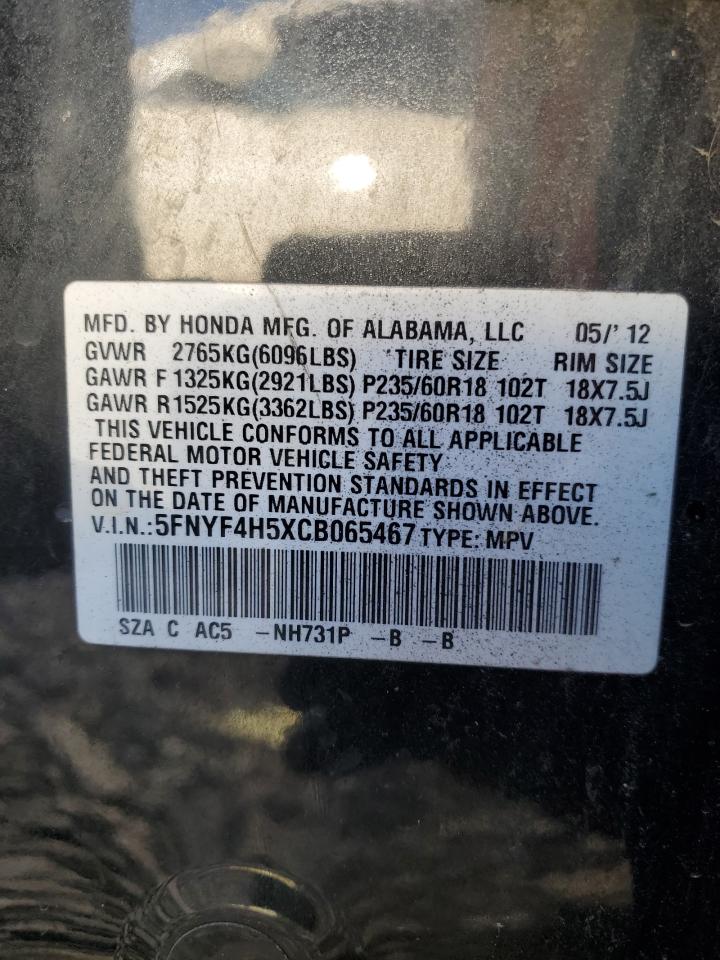 MFD. BY HONDA MFG. OF ALABAMA, LLC 05/' 12
GVWR 2765KG(6096LBS) TIRE SIZE RIM SIZE
GAWR F 1325KG(2921LBS) P235/60R18 102T 18X7.5J
GAWR R 1525KG(3362LBS) P235/60R18 102T 18X7.5J
THIS VEHICLE CONFORMS TO ALL APPLICABLE
FEDERAL MOTOR VEHICLE SAFETY
AND THEFT PREVENTION STANDARDS IN EFFECT
ON THE DATE OF MANUFACTURE SHOWN ABOVE.
V.I.N.: 5FNYF4H5XCB065467 TYPE: MPV
SZA C AC5 -NH731P -B -B